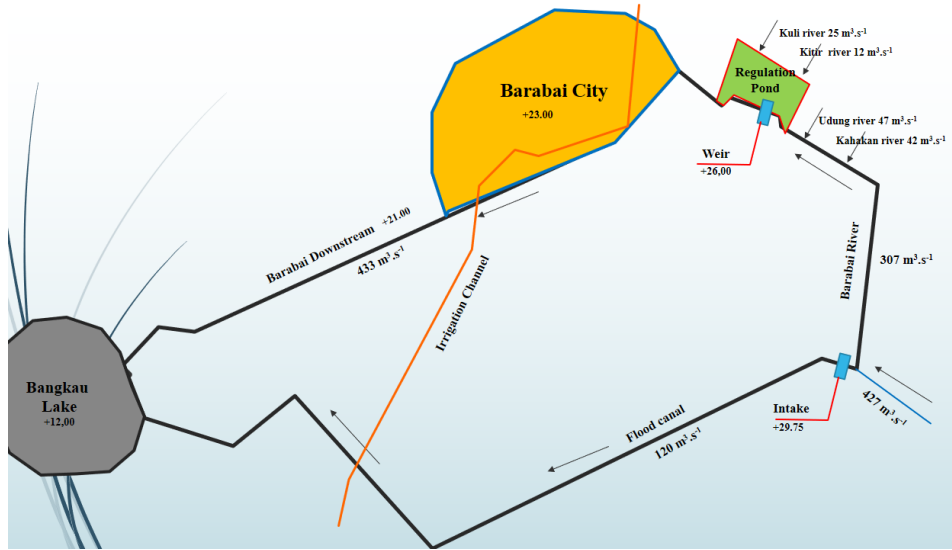 Kuli river 25 m³.s⁻¹
Kitir river 12 m³.s⁻¹
Regulation
Pond
Barabai City
+23.00
Udung river 47 m³.s⁻¹
Kahakan river 42 m³.s⁻¹
Weir
+26,00
Barabai Downstream +21.00
433 m³.s⁻¹
Irrigation Channel
Barabai River
307 m³.s⁻¹
Bangkau
Lake
+12,00
Intake
+29.75
427 m³.s⁻¹
Flood canal
120 m³.s⁻¹